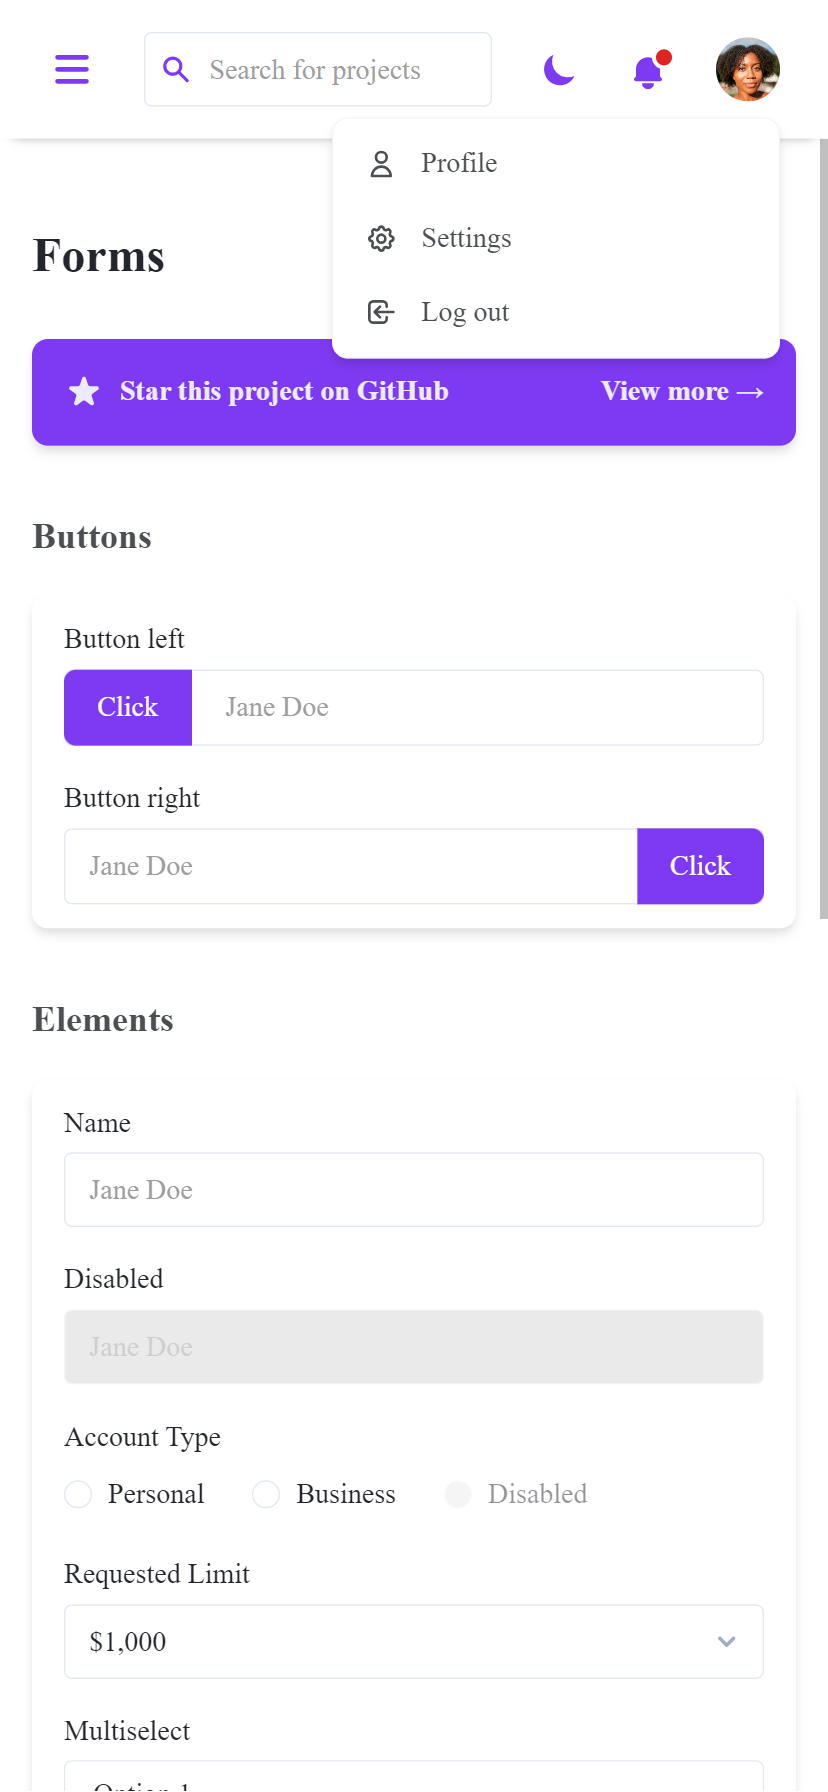 Search for projects
Profile
Settings
Log out
Forms
Star this project on GitHub
View more →
Buttons
Button left
Click
Jane Doe
Button right
Jane Doe
Click
Elements
Name
Jane Doe
Disabled
Jane Doe
Account Type
Personal
Business
Disabled
Requested Limit
$1,000
Multiselect